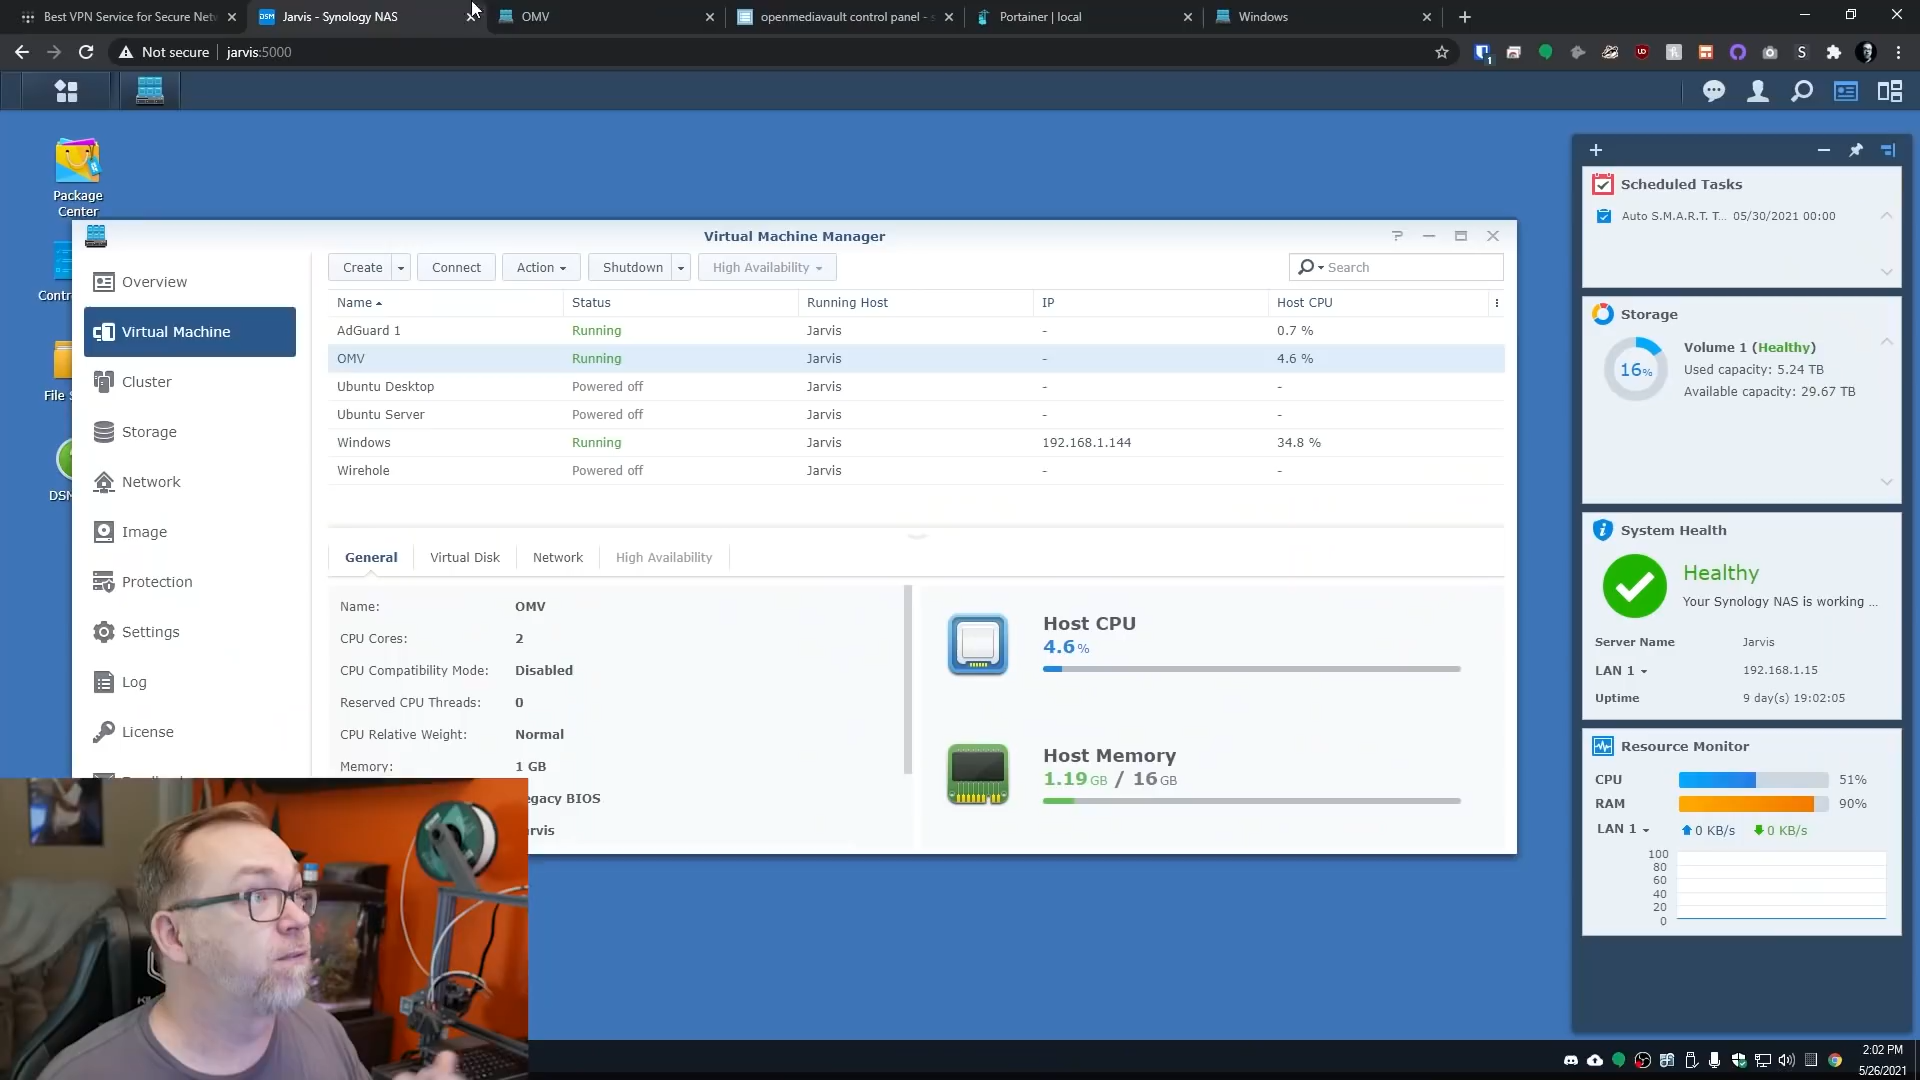 Best VPN Service for Secure Netw
DSM Jarvis - Synology NAS
OMV
openmediavault control panel - s
Portainer | local
Windows
Not secure jarvis:5000
1
S
Package
Center
Virtual Machine Manager
Overview
Virtual Machine
Cluster
Storage
Network
Image
Protection
Settings
Log
License
Contr
File S
DSM
Create Connect Action Shutdown High Availability Search
Name Status Running Host IP Host CPU
AdGuard 1 Running Jarvis - 0.7 %
OMV Running Jarvis - 4.6 %
Ubuntu Desktop Powered off Jarvis - -
Ubuntu Server Powered off Jarvis - -
Windows Running Jarvis 192.168.1.144 34.8 %
Wirehole Powered off Jarvis - -
General Virtual Disk Network High Availability
Name: OMV
CPU Cores: 2
CPU Compatibility Mode: Disabled
Reserved CPU Threads: 0
CPU Relative Weight: Normal
Memory: 1 GB
egacy BIOS
arvis
Host CPU
4.6 %
Host Memory
1.19 GB / 16 GB
Scheduled Tasks
Auto S.M.A.R.T. T... 05/30/2021 00:00
Storage
16%
Volume 1 (Healthy)
Used capacity: 5.24 TB
Available capacity: 29.67 TB
System Health
Healthy
Your Synology NAS is working ...
Server Name Jarvis
LAN 1 192.168.1.15
Uptime 9 day(s) 19:02:05
Resource Monitor
CPU 51%
RAM 90%
LAN 1 0 KB/s 0 KB/s
100
80
60
40
20
0
2:02 PM
5/26/2021